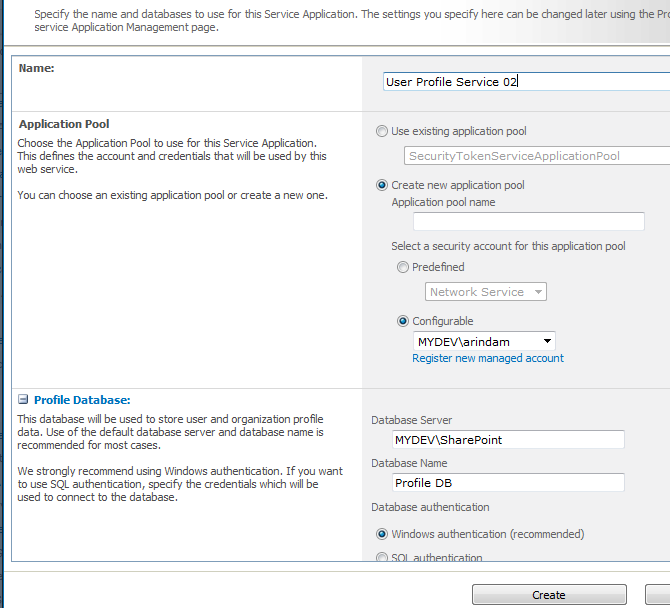 Specify the name and databases to use for this Service Application. The settings you specify here can be changed later using the
service Application Management page.
Name:
User Profile Service 02
Application Pool
Choose the Application Pool to use for this Service Application.
This defines the account and credentials that will be used by this
web service.
You can choose an existing application pool or create a new one.
Use existing application pool
SecurityTokenServiceApplicationPool
Create new application pool
Application pool name
Select a security account for this application pool
Predefined
Network Service
Configurable
MYDEV\arindam
Register new managed account
Profile Database:
This database will be used to store user and organization profile
data. Use of the default database server and database name is
recommended for most cases.
We strongly recommend using Windows authentication. If you want
to use SQL authentication, specify the credentials which will be
used to connect to the database.
Database Server
MYDEV\SharePoint
Database Name
Profile DB
Database authentication
Windows authentication (recommended)
SQL authentication
Create